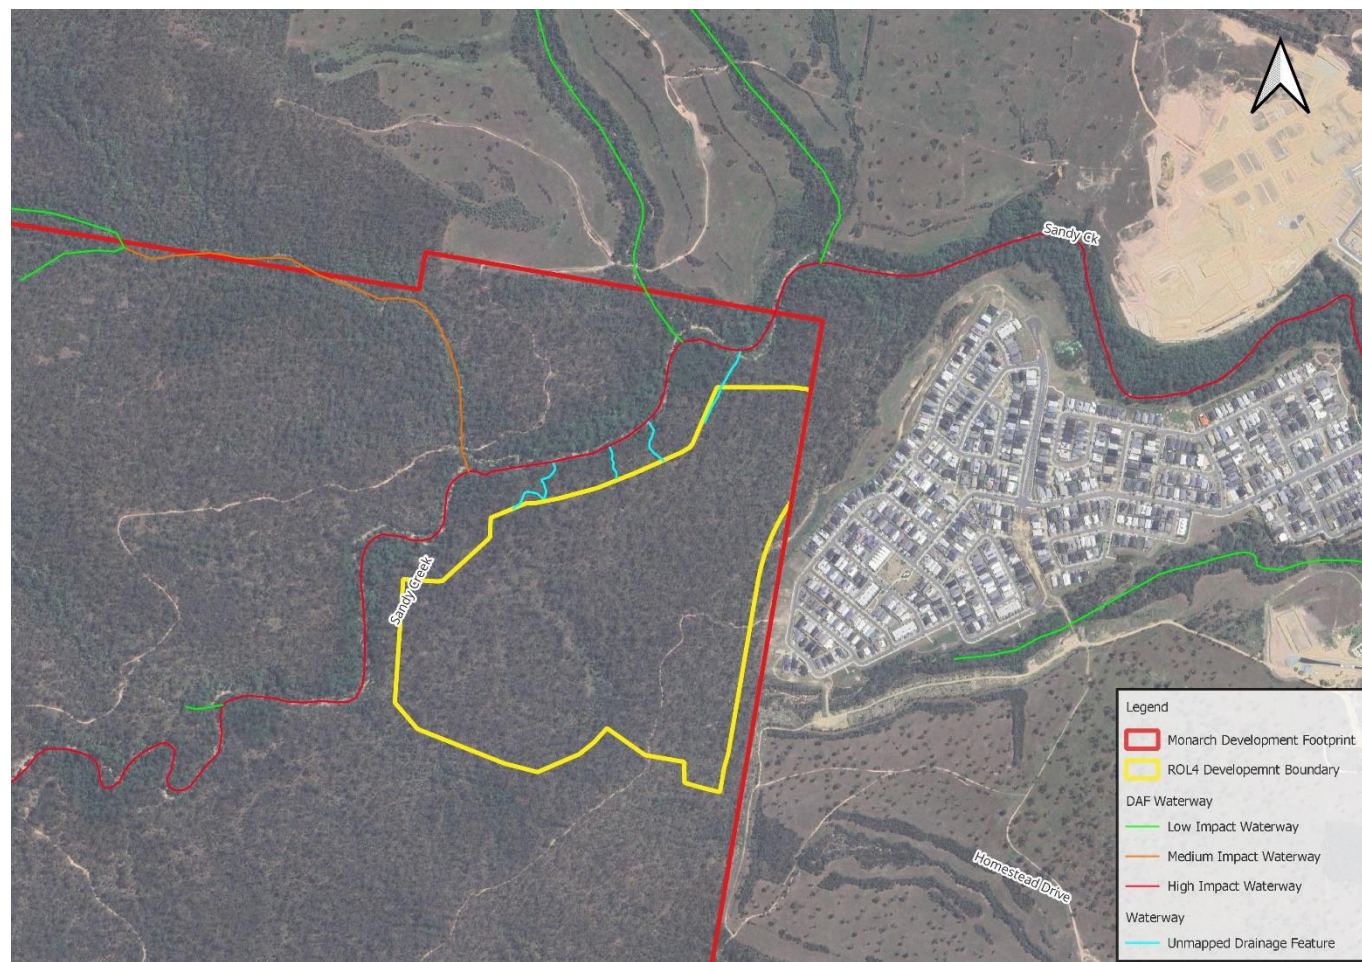 Sandy Ck
Sandy Creek
Homestead Drive
Legend
Monarch Development Footprint
ROL4 Developemnt Boundary
DAF Waterway
Low Impact Waterway
Medium Impact Waterway
High Impact Waterway
Waterway
Unmapped Drainage Feature